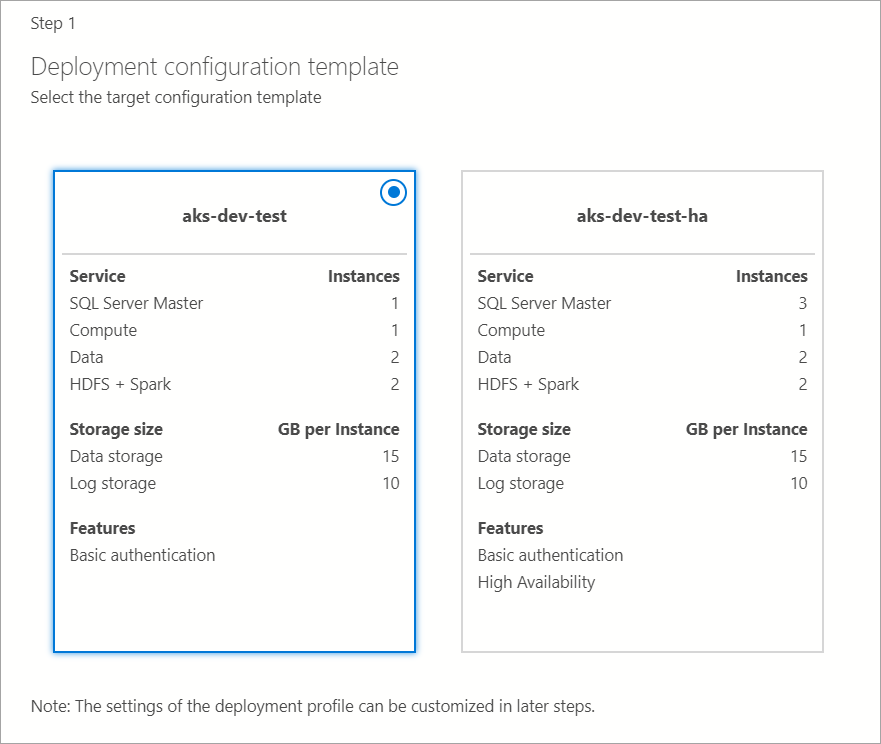 Step 1
Deployment configuration template
Select the target configuration template
aks-dev-test
Service Instances
SQL Server Master 1
Compute 1
Data 2
HDFS + Spark 2
Storage size GB per Instance
Data storage 15
Log storage 10
Features
Basic authentication
aks-dev-test-ha
Service Instances
SQL Server Master 3
Compute 1
Data 2
HDFS + Spark 2
Storage size GB per Instance
Data storage 15
Log storage 10
Features
Basic authentication
High Availability
Note: The settings of the deployment profile can be customized in later steps.